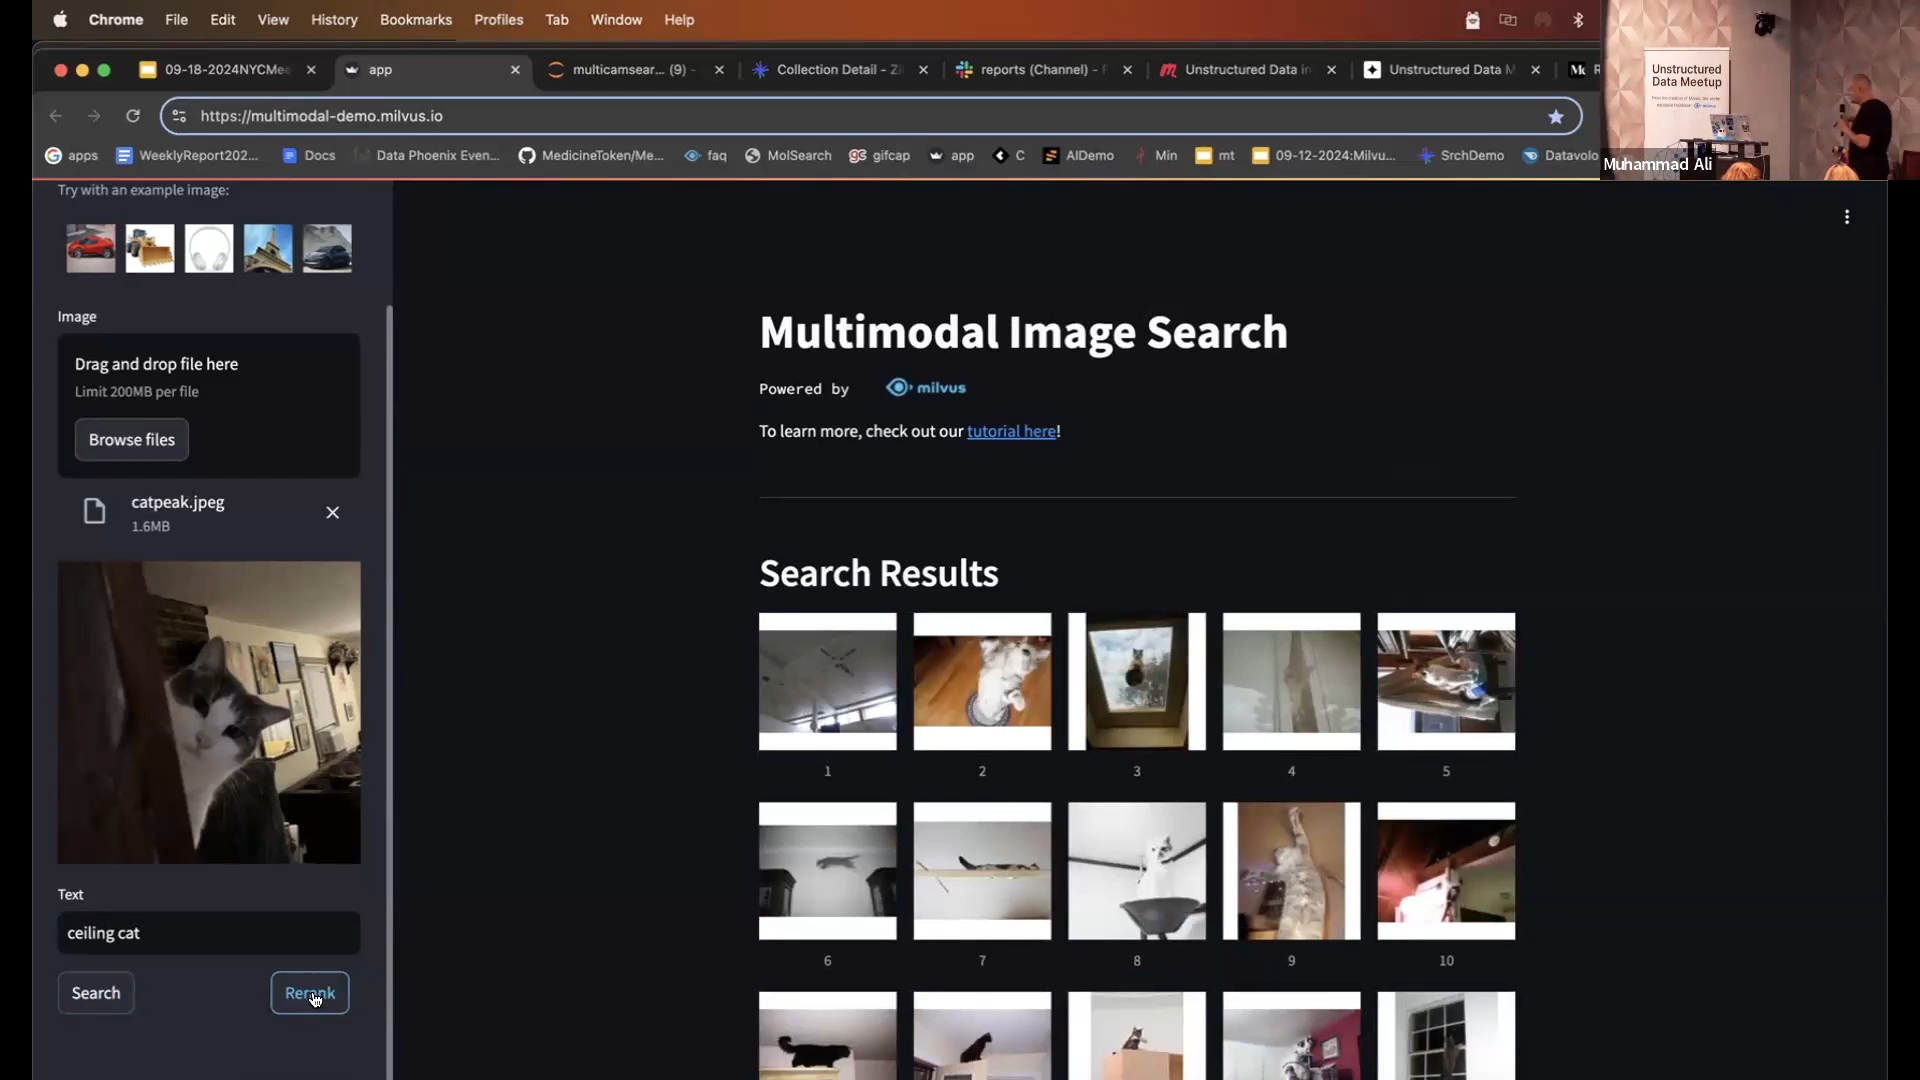 Chrome File Edit View History Bookmarks Profiles Tab Window Help
09-18-2024NYCMe
app
multicamsear... (9) -
Collection Detail - Zi
reports (Channel) - F
Unstructured Data in
Unstructured Data M
https://multimodal-demo.milvus.io
apps
WeeklyReport202...
Docs
Data Phoenix Even...
MedicineToken/Me...
faq
MolSearch
gifcap
app
C
AIDemo
Min
mt
09-12-2024:Milvu...
SrchDemo
Datavolo
Unstructured
Data Meetup
milvus
Muhammad Ali
Try with an example image:
Image
Drag and drop file here
Limit 200MB per file
Browse files
catpeak.jpeg
1.6MB
Text
ceiling cat
Search
Rerank
Multimodal Image Search
Powered by milvus
To learn more, check out our tutorial here!
Search Results
1 2 3 4 5
6 7 8 9 10